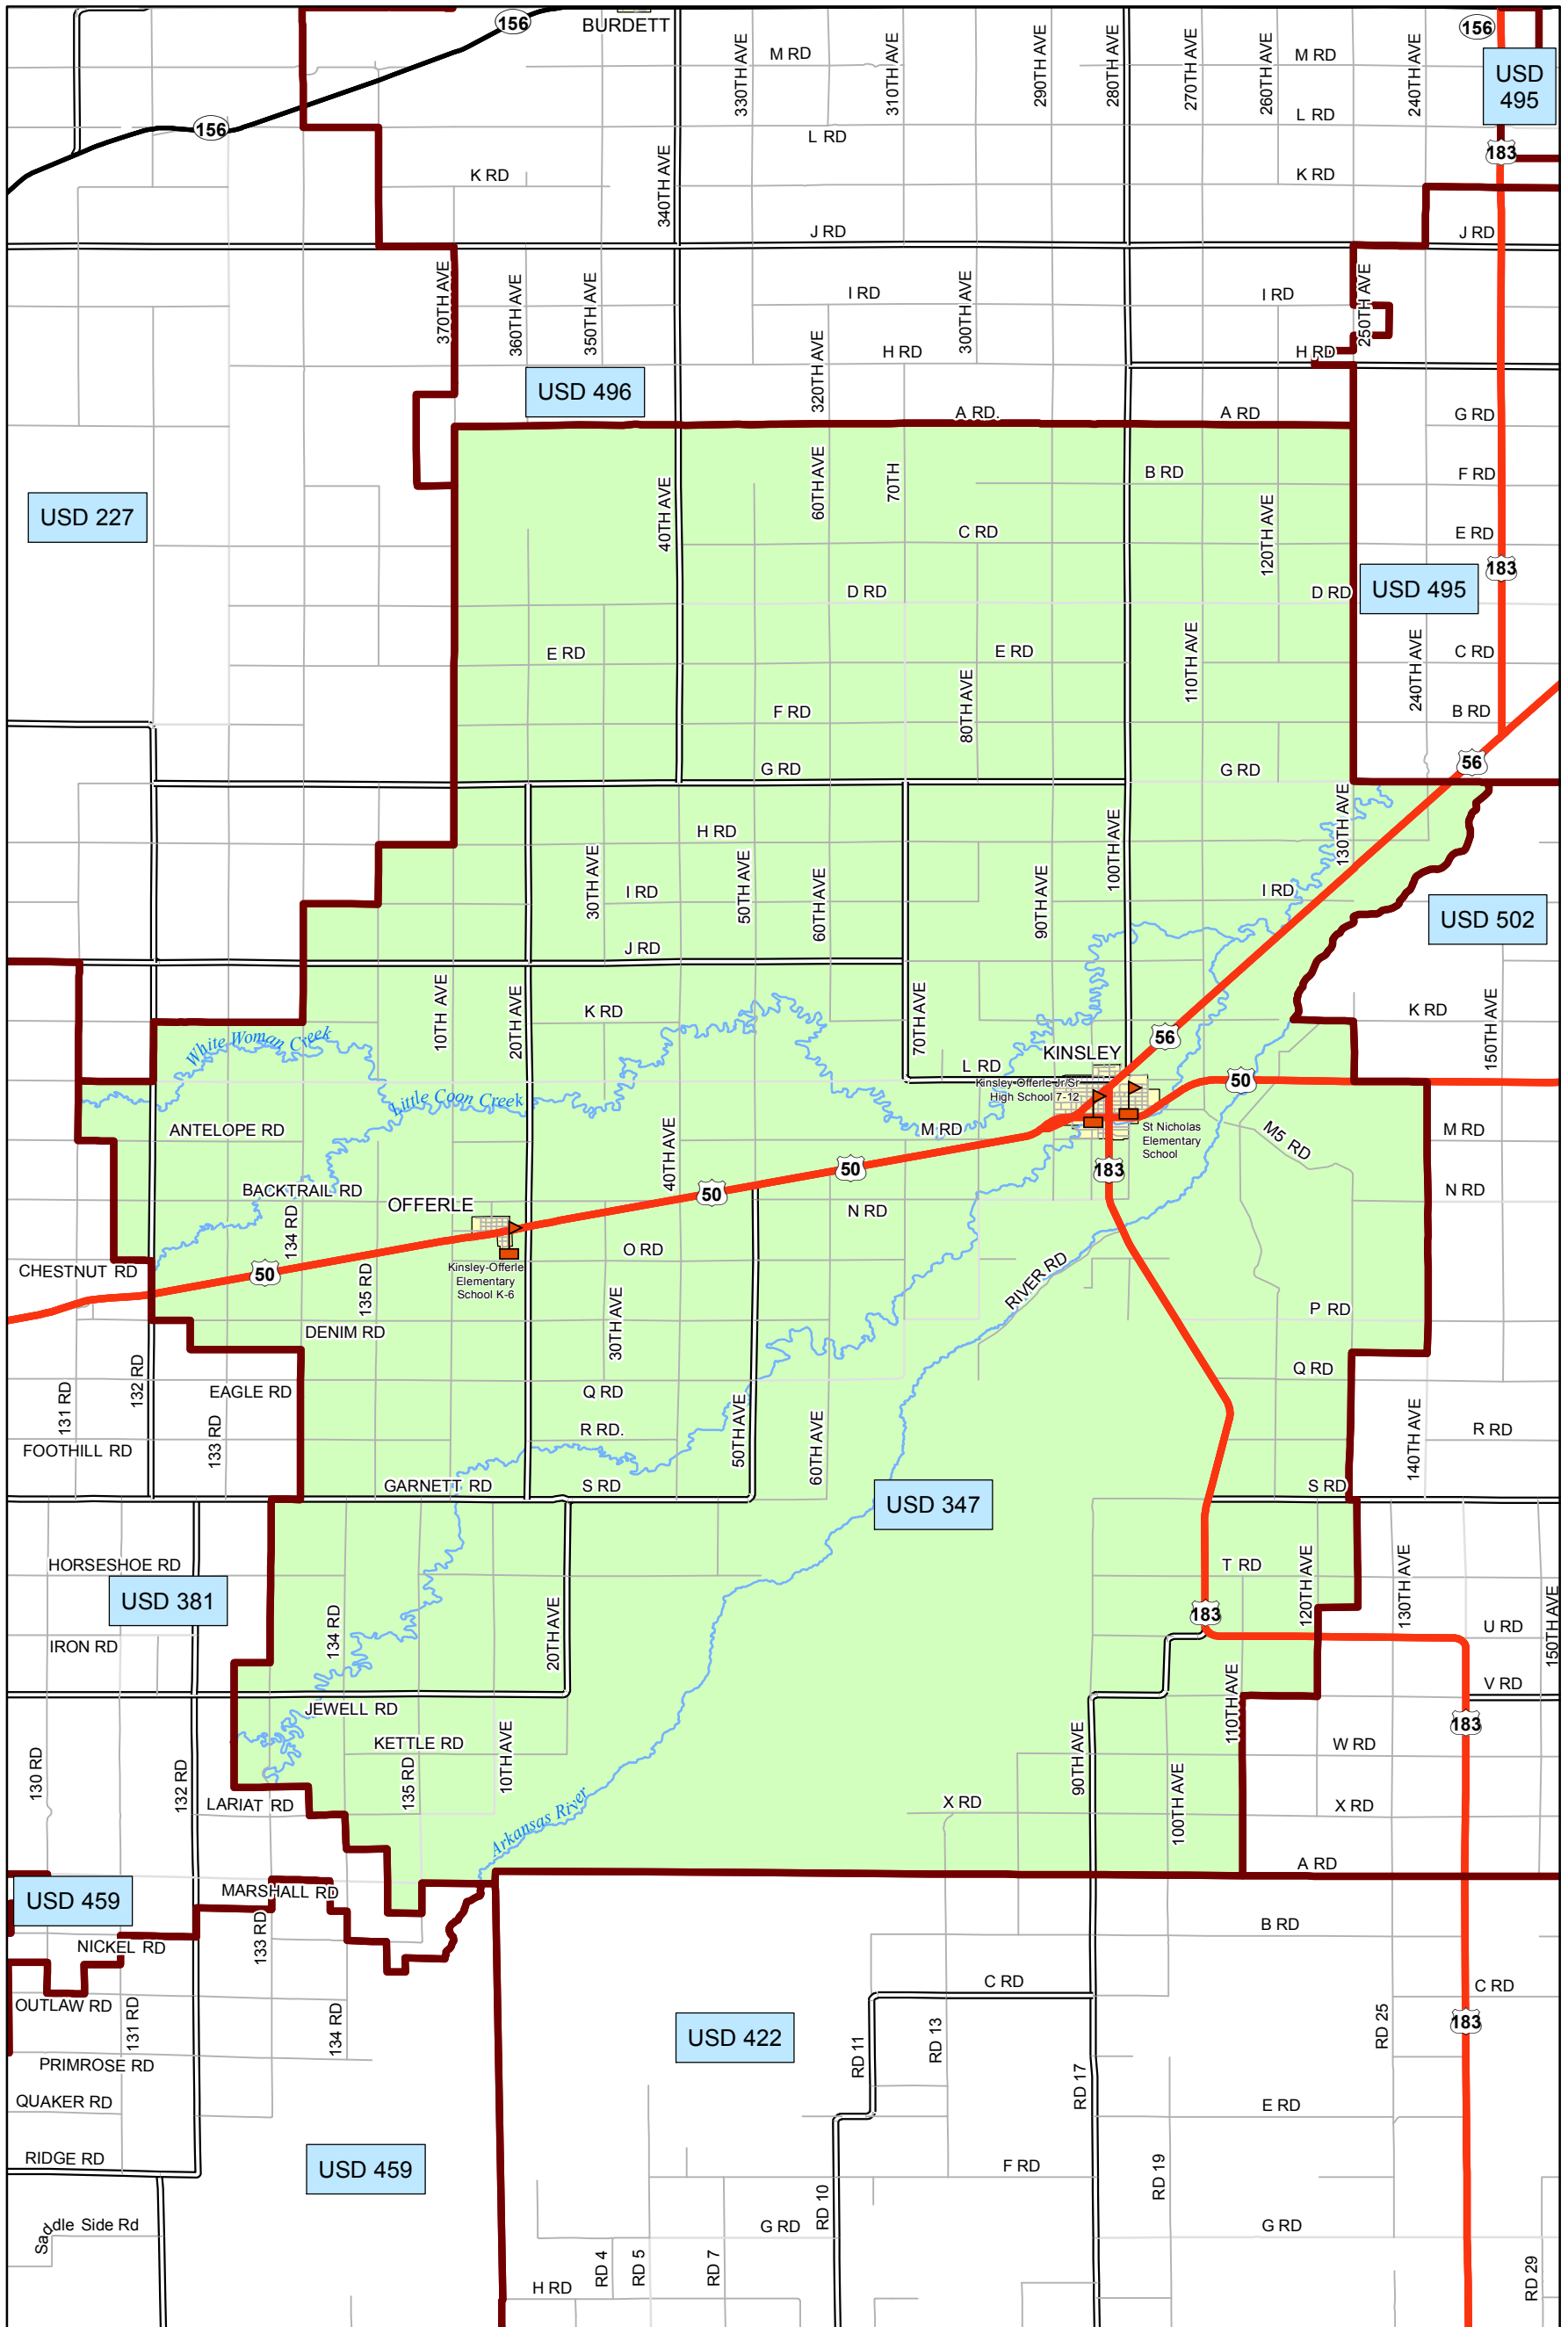 156
BURDETT
156
USD
495
M RD
M RD
330TH AVE
310TH AVE
290TH AVE
280TH AVE
270TH AVE
260TH AVE
240TH AVE
156
L RD
L RD
183
340TH AVE
K RD
K RD
J RD
J RD
370TH AVE
360TH AVE
350TH AVE
I RD
300TH AVE
I RD
250TH AVE
320TH AVE
H RD
H RD
USD 496
A RD.
A RD
G RD
40TH AVE
60TH AVE
70TH
B RD
F RD
USD 227
C RD
120TH AVE
E RD
183
D RD
D RD
USD 495
E RD
E RD
110TH AVE
240TH AVE
C RD
80TH AVE
F RD
B RD
G RD
G RD
56
H RD
100TH AVE
130TH AVE
30TH AVE
I RD
50TH AVE
60TH AVE
90TH AVE
I RD
USD 502
J RD
10TH AVE
20TH AVE
K RD
70TH AVE
K RD
150TH AVE
White Woman Creek
56
KINSLEY
L RD
Kinsley-Offerle Jr/Sr
High School 7-12
50
Little Coon Creek
ANTELOPE RD
M RD
St Nicholas
Elementary
School
M5 RD
M RD
40TH AVE
183
50
BACKTRAIL RD
OFFERLE
50
N RD
N RD
134 RD
O RD
CHESTNUT RD
50
Kinsley-Offerle
Elementary
School K-6
135 RD
RIVER RD
30TH AVE
P RD
DENIM RD
132 RD
131 RD
EAGLE RD
Q RD
Q RD
133 RD
R RD.
50TH AVE
60TH AVE
140TH AVE
R RD
FOOTHILL RD
GARNETT RD
S RD
S RD
USD 347
HORSESHOE RD
T RD
120TH AVE
130TH AVE
150TH AVE
USD 381
134 RD
20TH AVE
183
U RD
IRON RD
V RD
JEWELL RD
110TH AVE
183
KETTLE RD
10TH AVE
90TH AVE
W RD
130 RD
132 RD
135 RD
100TH AVE
LARIAT RD
X RD
X RD
Arkansas River
A RD
MARSHALL RD
USD 459
133 RD
B RD
NICKEL RD
C RD
C RD
OUTLAW RD
131 RD
134 RD
RD 25
183
USD 422
RD 11
RD 13
PRIMROSE RD
RD 17
QUAKER RD
E RD
RIDGE RD
USD 459
F RD
RD 19
RD 10
Saddle Side Rd
G RD
G RD
RD 4
RD 5
RD 7
RD 29
H RD